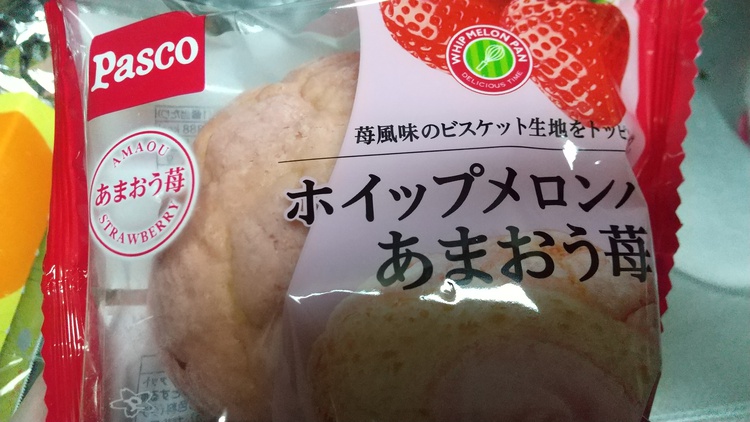 Pasco
WHIP MELON PAN
DELICIOUS TIME
苺風味のビスケット生地をトッピ
AMAOU
あまおう苺
STRAWBERRY
ホイップメロンパ
あまおう苺